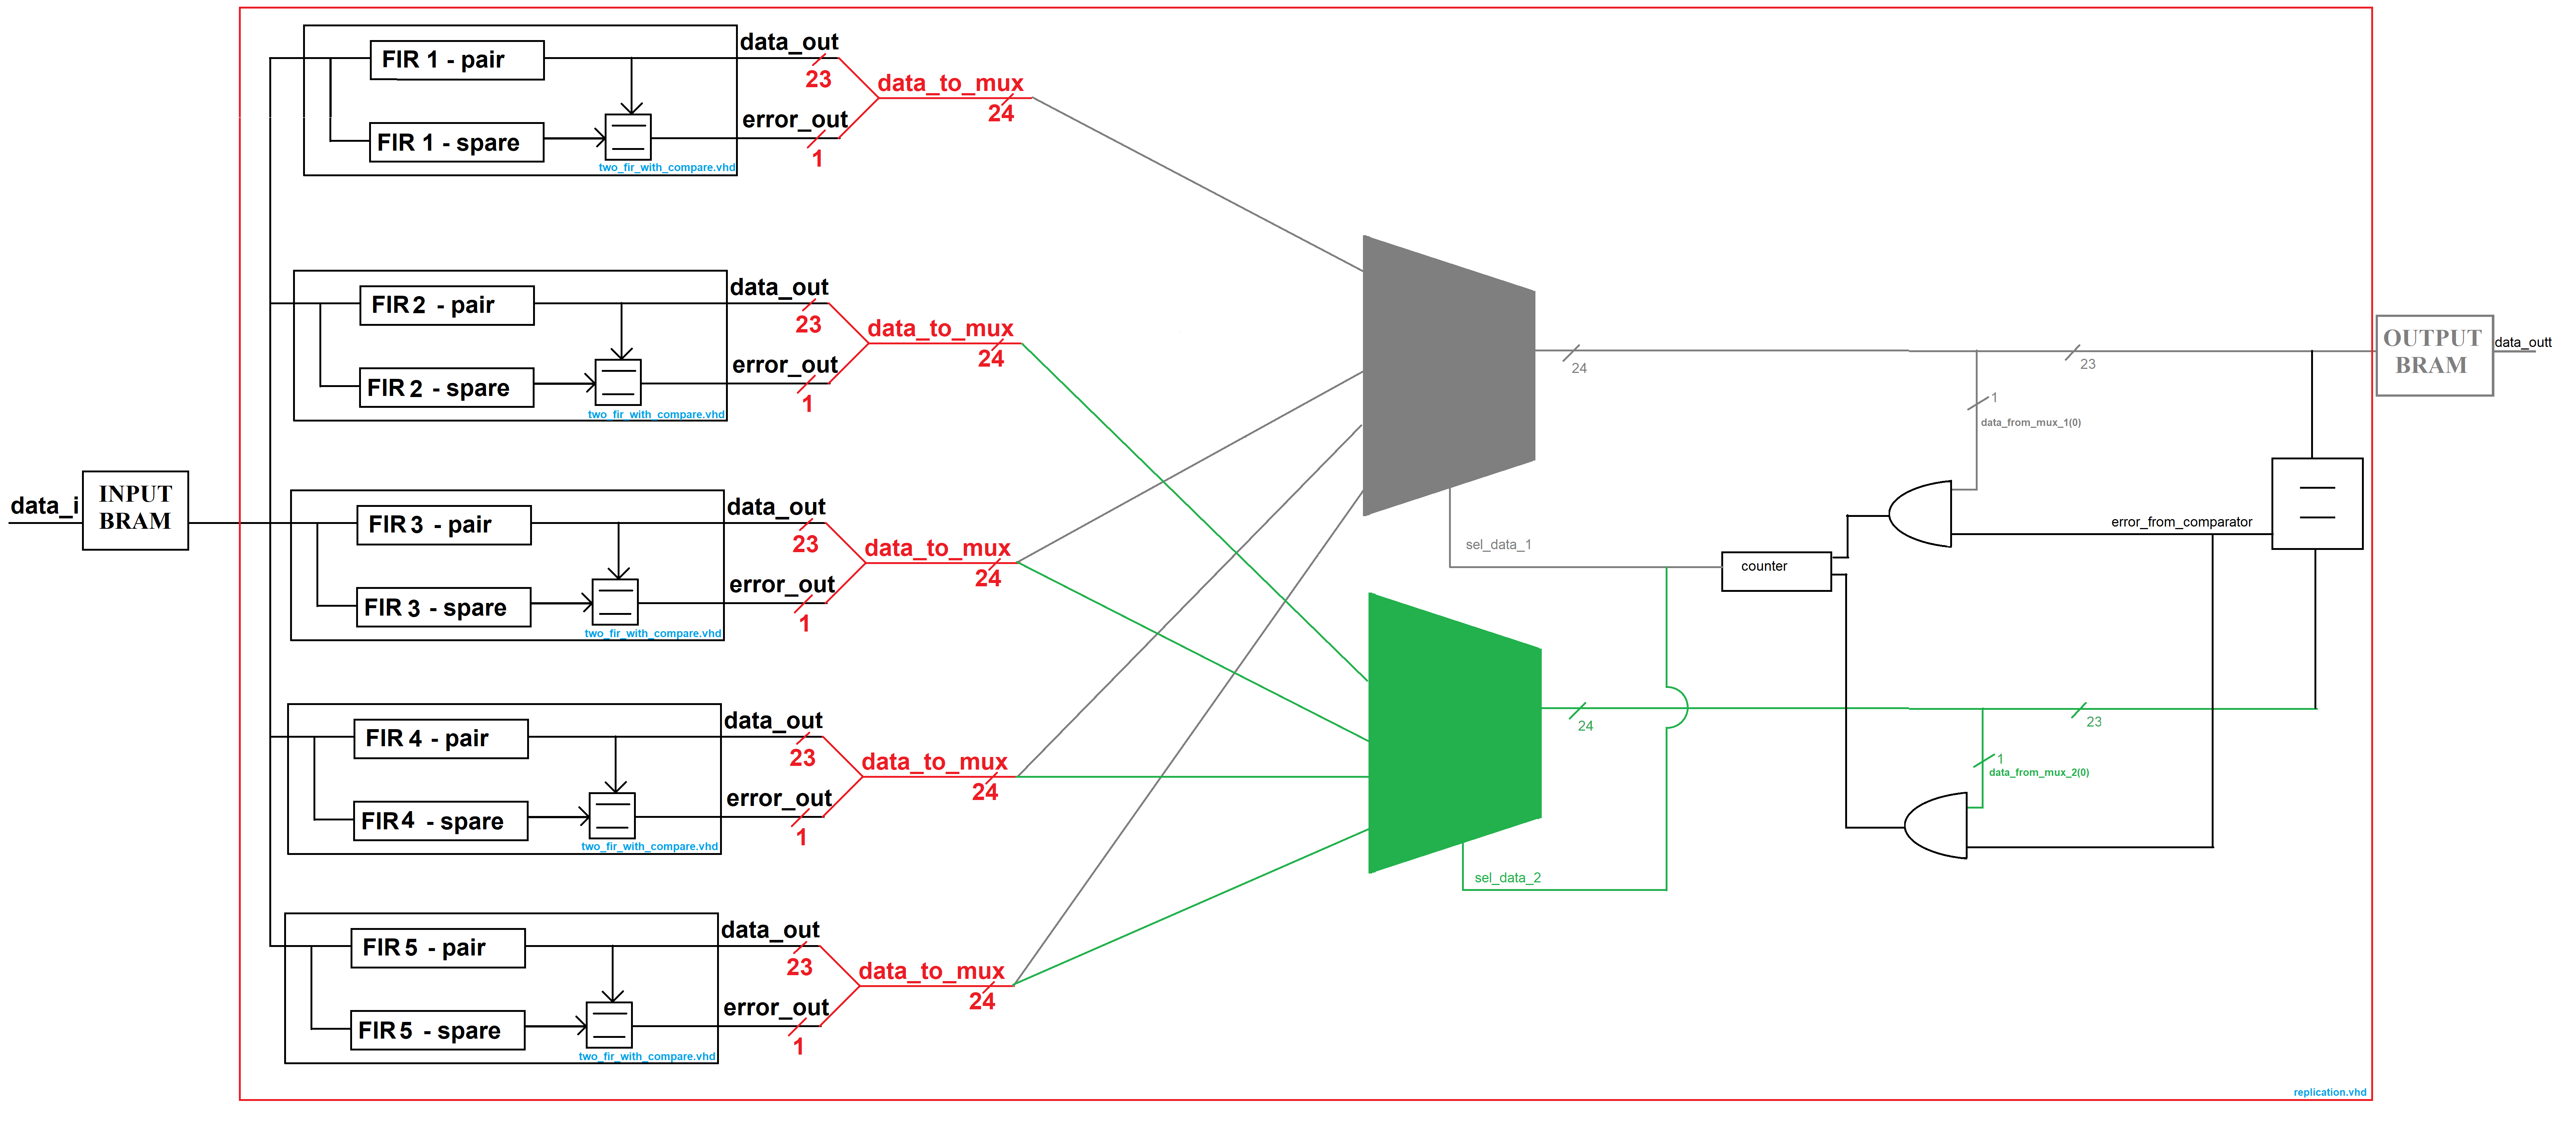 data_i
INPUT
BRAM
FIR 1 - pair
FIR 1 - spare
two_fir_with_compare.vhd
data_out
23
error_out
1
data_to_mux
24
FIR 2 - pair
FIR 2 - spare
two_fir_with_compare.vhd
data_out
23
error_out
1
data_to_mux
24
FIR 3 - pair
FIR 3 - spare
two_fir_with_compare.vhd
data_out
23
error_out
1
data_to_mux
24
FIR 4 - pair
FIR 4 - spare
two_fir_with_compare.vhd
data_out
23
error_out
1
data_to_mux
24
FIR 5 - pair
FIR 5 - spare
two_fir_with_compare.vhd
data_out
23
error_out
1
data_to_mux
24
24
23
1
data_from_mux_1(0)
sel_data_1
counter
error_from_comparator
24
23
1
data_from_mux_2(0)
sel_data_2
OUTPUT
BRAM
data_outt
replication.vhd